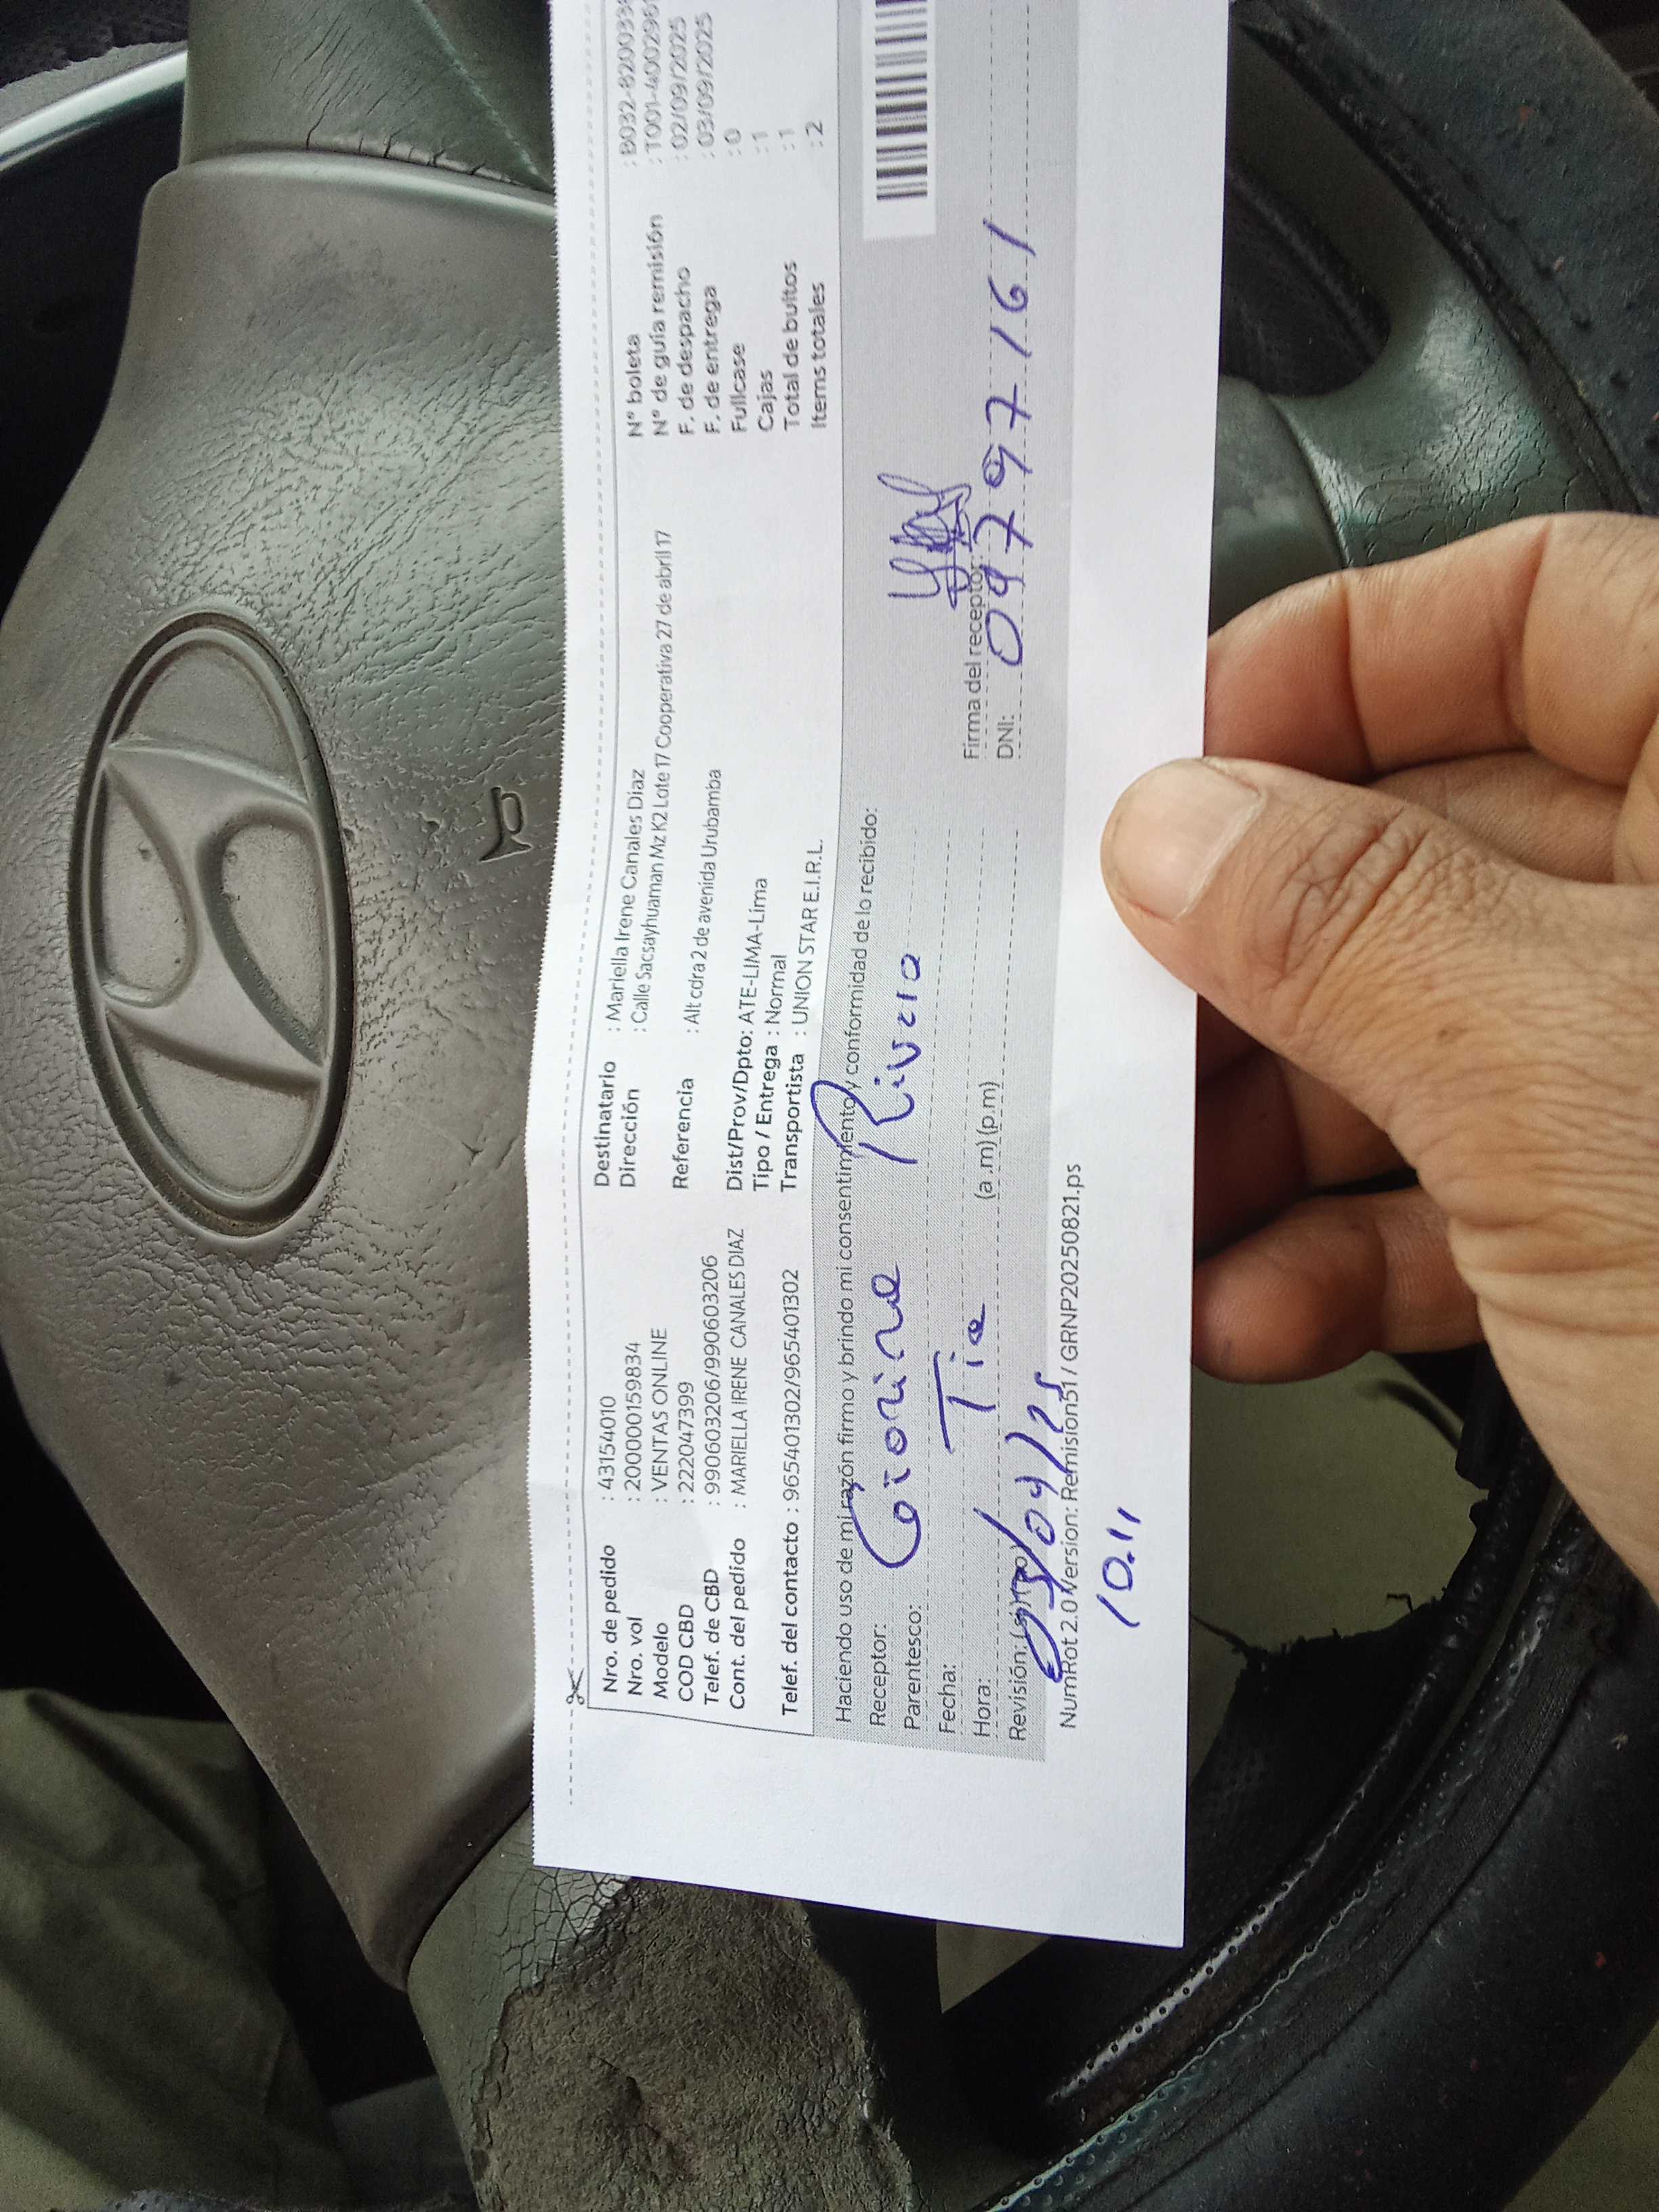 Nro. de pedido : 43154010
Nro. vol : 200000159834
Modelo : VENTAS ONLINE
COD CBD : 222047399
Telef. de CBD : 990603206/990603206
Cont. del pedido : MARIELLA IRENE CANALES DIAZ
Telef. del contacto : 965401302/965401302
Destinatario : Mariella Irene Canales Diaz
Dirección : Calle Sacsayhuaman Mz K2 Lote 17 Cooperativa 27 de abril 17
Referencia : Alt cdra 2 de avenida Urubamba
Dist/Prov/Dpto: ATE-LIMA-Lima
Tipo / Entrega : Normal
Transportista : UNION STAR E.I.R.L.
N° boleta : B032-820033
N° de guía remisión : T001-4002961
F. de despacho : 02/09/2025
F. de entrega : 03/09/2025
Fullcase : 0
Cajas : 1
Total de bultos : 1
Items totales : 2
Haciendo uso de mi razón firmo y brindo mi consentimiento y conformidad de lo recibido:
Receptor: Rivera
Parentesco: Tia
Fecha:
Hora: (a .m) (p.m)
Revisión:
Firma del receptor:
DNI: 09797161
NumRot 2.0 Version: Remision51 / GRNP20250821.ps
10.11